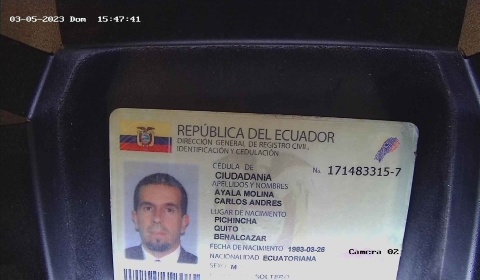 03-05-2023 Dom 15:47:41
REPÚBLICA DEL ECUADOR
DIRECCIÓN GENERAL DE REGISTRO CIVIL,
IDENTIFICACIÓN Y CEDULACIÓN
CÉDULA DE
CIUDADANÍA
No. 171483315-7
APELLIDOS Y NOMBRES
AYALA MOLINA
CARLOS ANDRES
LUGAR DE NACIMIENTO
PICHINCHA
QUITO
BENALCAZAR
FECHA DE NACIMIENTO 1983-03-26
NACIONALIDAD ECUATORIANA
M
Camera 02